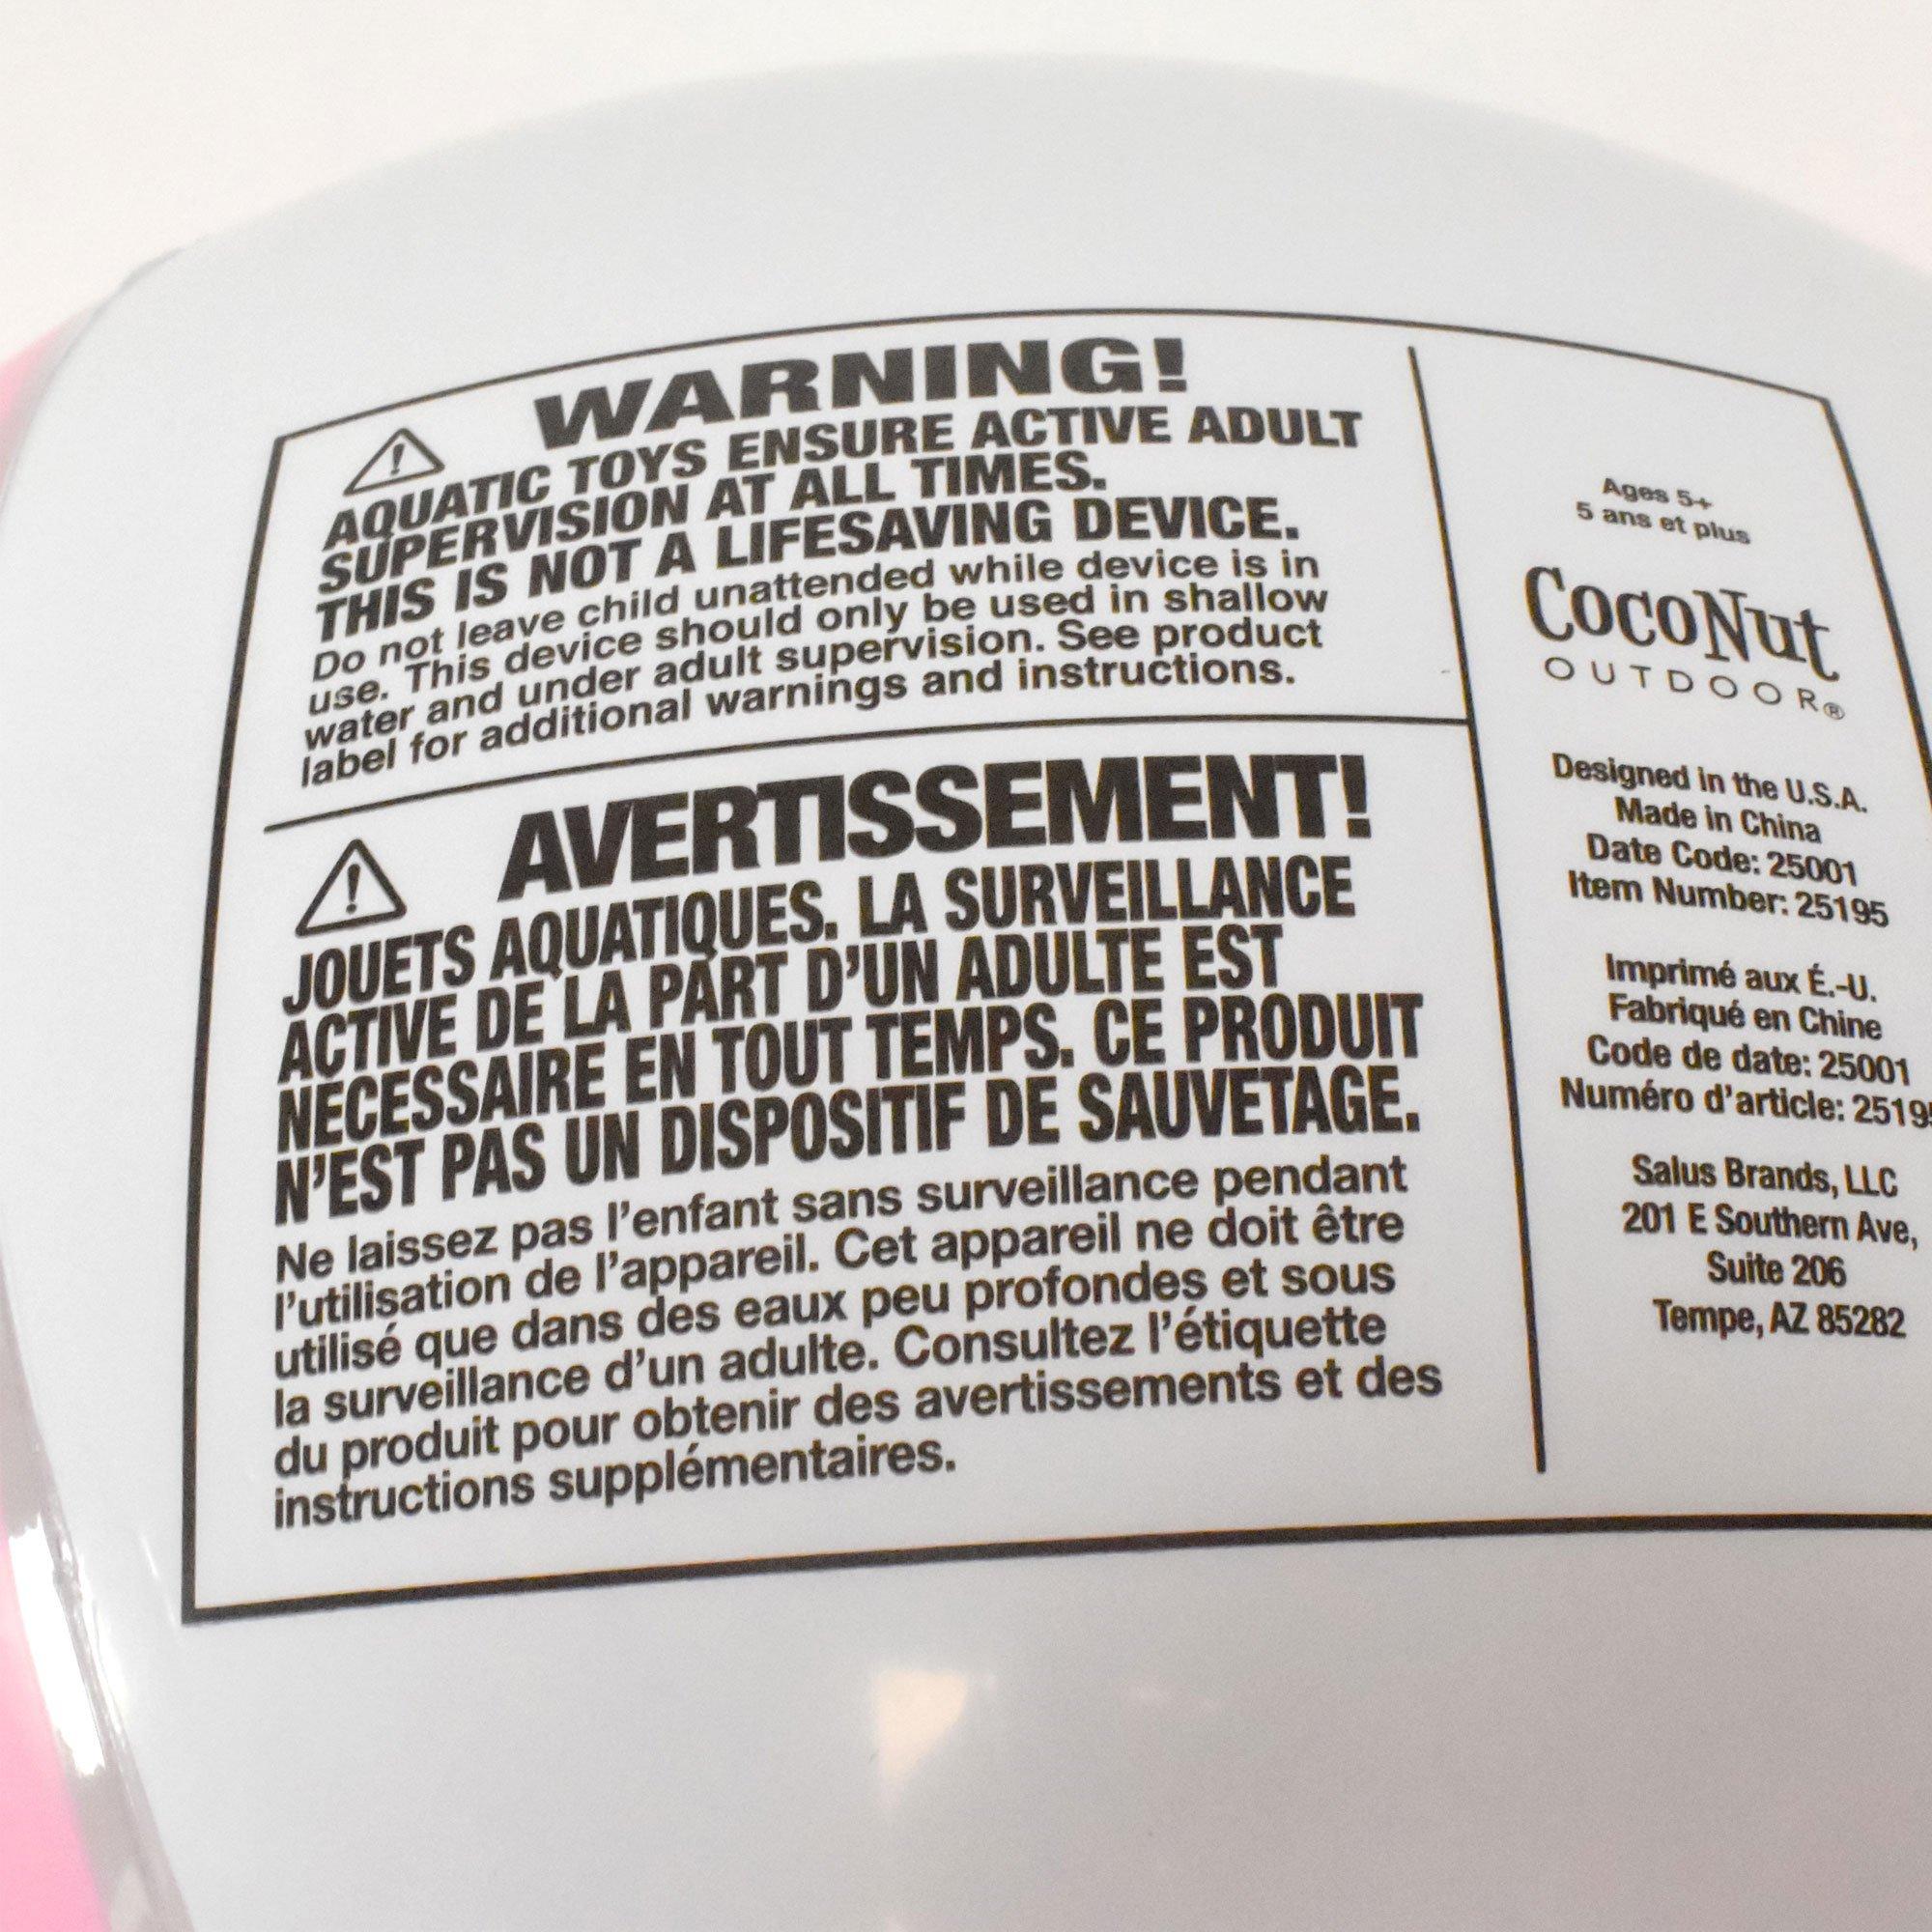 WARNING!
AQUATIC TOYS ENSURE ACTIVE ADULT
SUPERVISION AT ALL TIMES.
THIS IS NOT A LIFESAVING DEVICE.
Do not leave child unattended while device is in
use. This device should only be used in shallow
water and under adult supervision. See product
label for additional warnings and instructions.
AVERTISSEMENT!
JOUETS AQUATIQUES. LA SURVEILLANCE
ACTIVE DE LA PART D'UN ADULTE EST
NECESSAIRE EN TOUT TEMPS. CE PRODUIT
N'EST PAS UN DISPOSITIF DE SAUVETAGE.
Ne laissez pas l'enfant sans surveillance pendant
l'utilisation de l'appareil. Cet appareil ne doit être
utilisé que dans des eaux peu profondes et sous
la surveillance d'un adulte. Consultez l'étiquette
du produit pour obtenir des avertissements et des
instructions supplémentaires.
Ages 5+
5 ans et plus
CocoNut
OUTDOOR®
Designed in the U.S.A.
Made in China
Date Code: 25001
Item Number: 25195
Imprimé aux É.-U.
Fabriqué en Chine
Code de date: 25001
Numéro d'article: 25195
Salus Brands, LLC
201 E Southern Ave,
Suite 206
Tempe, AZ 85282